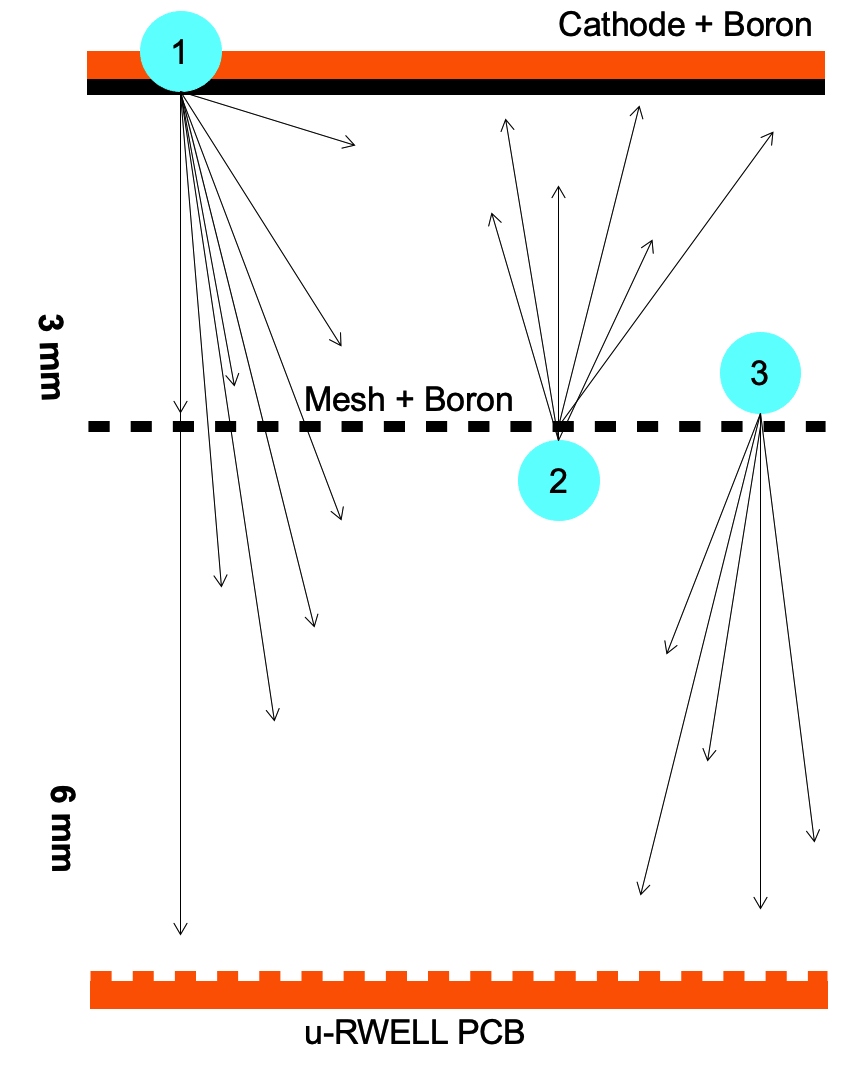 Cathode + Boron
1
3 mm
Mesh + Boron
3
2
6 mm
u-RWELL PCB